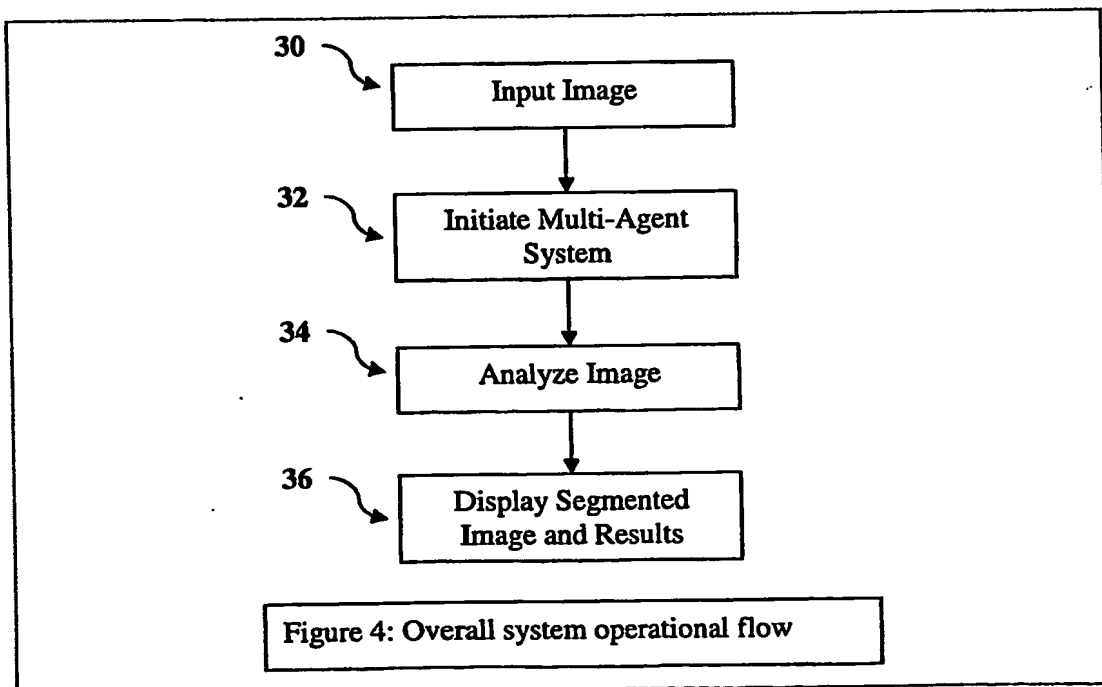 30
Input Image
32
Initiate Multi-Agent
System
34
Analyze Image
36
Display Segmented
Image and Results
Figure 4: Overall system operational flow